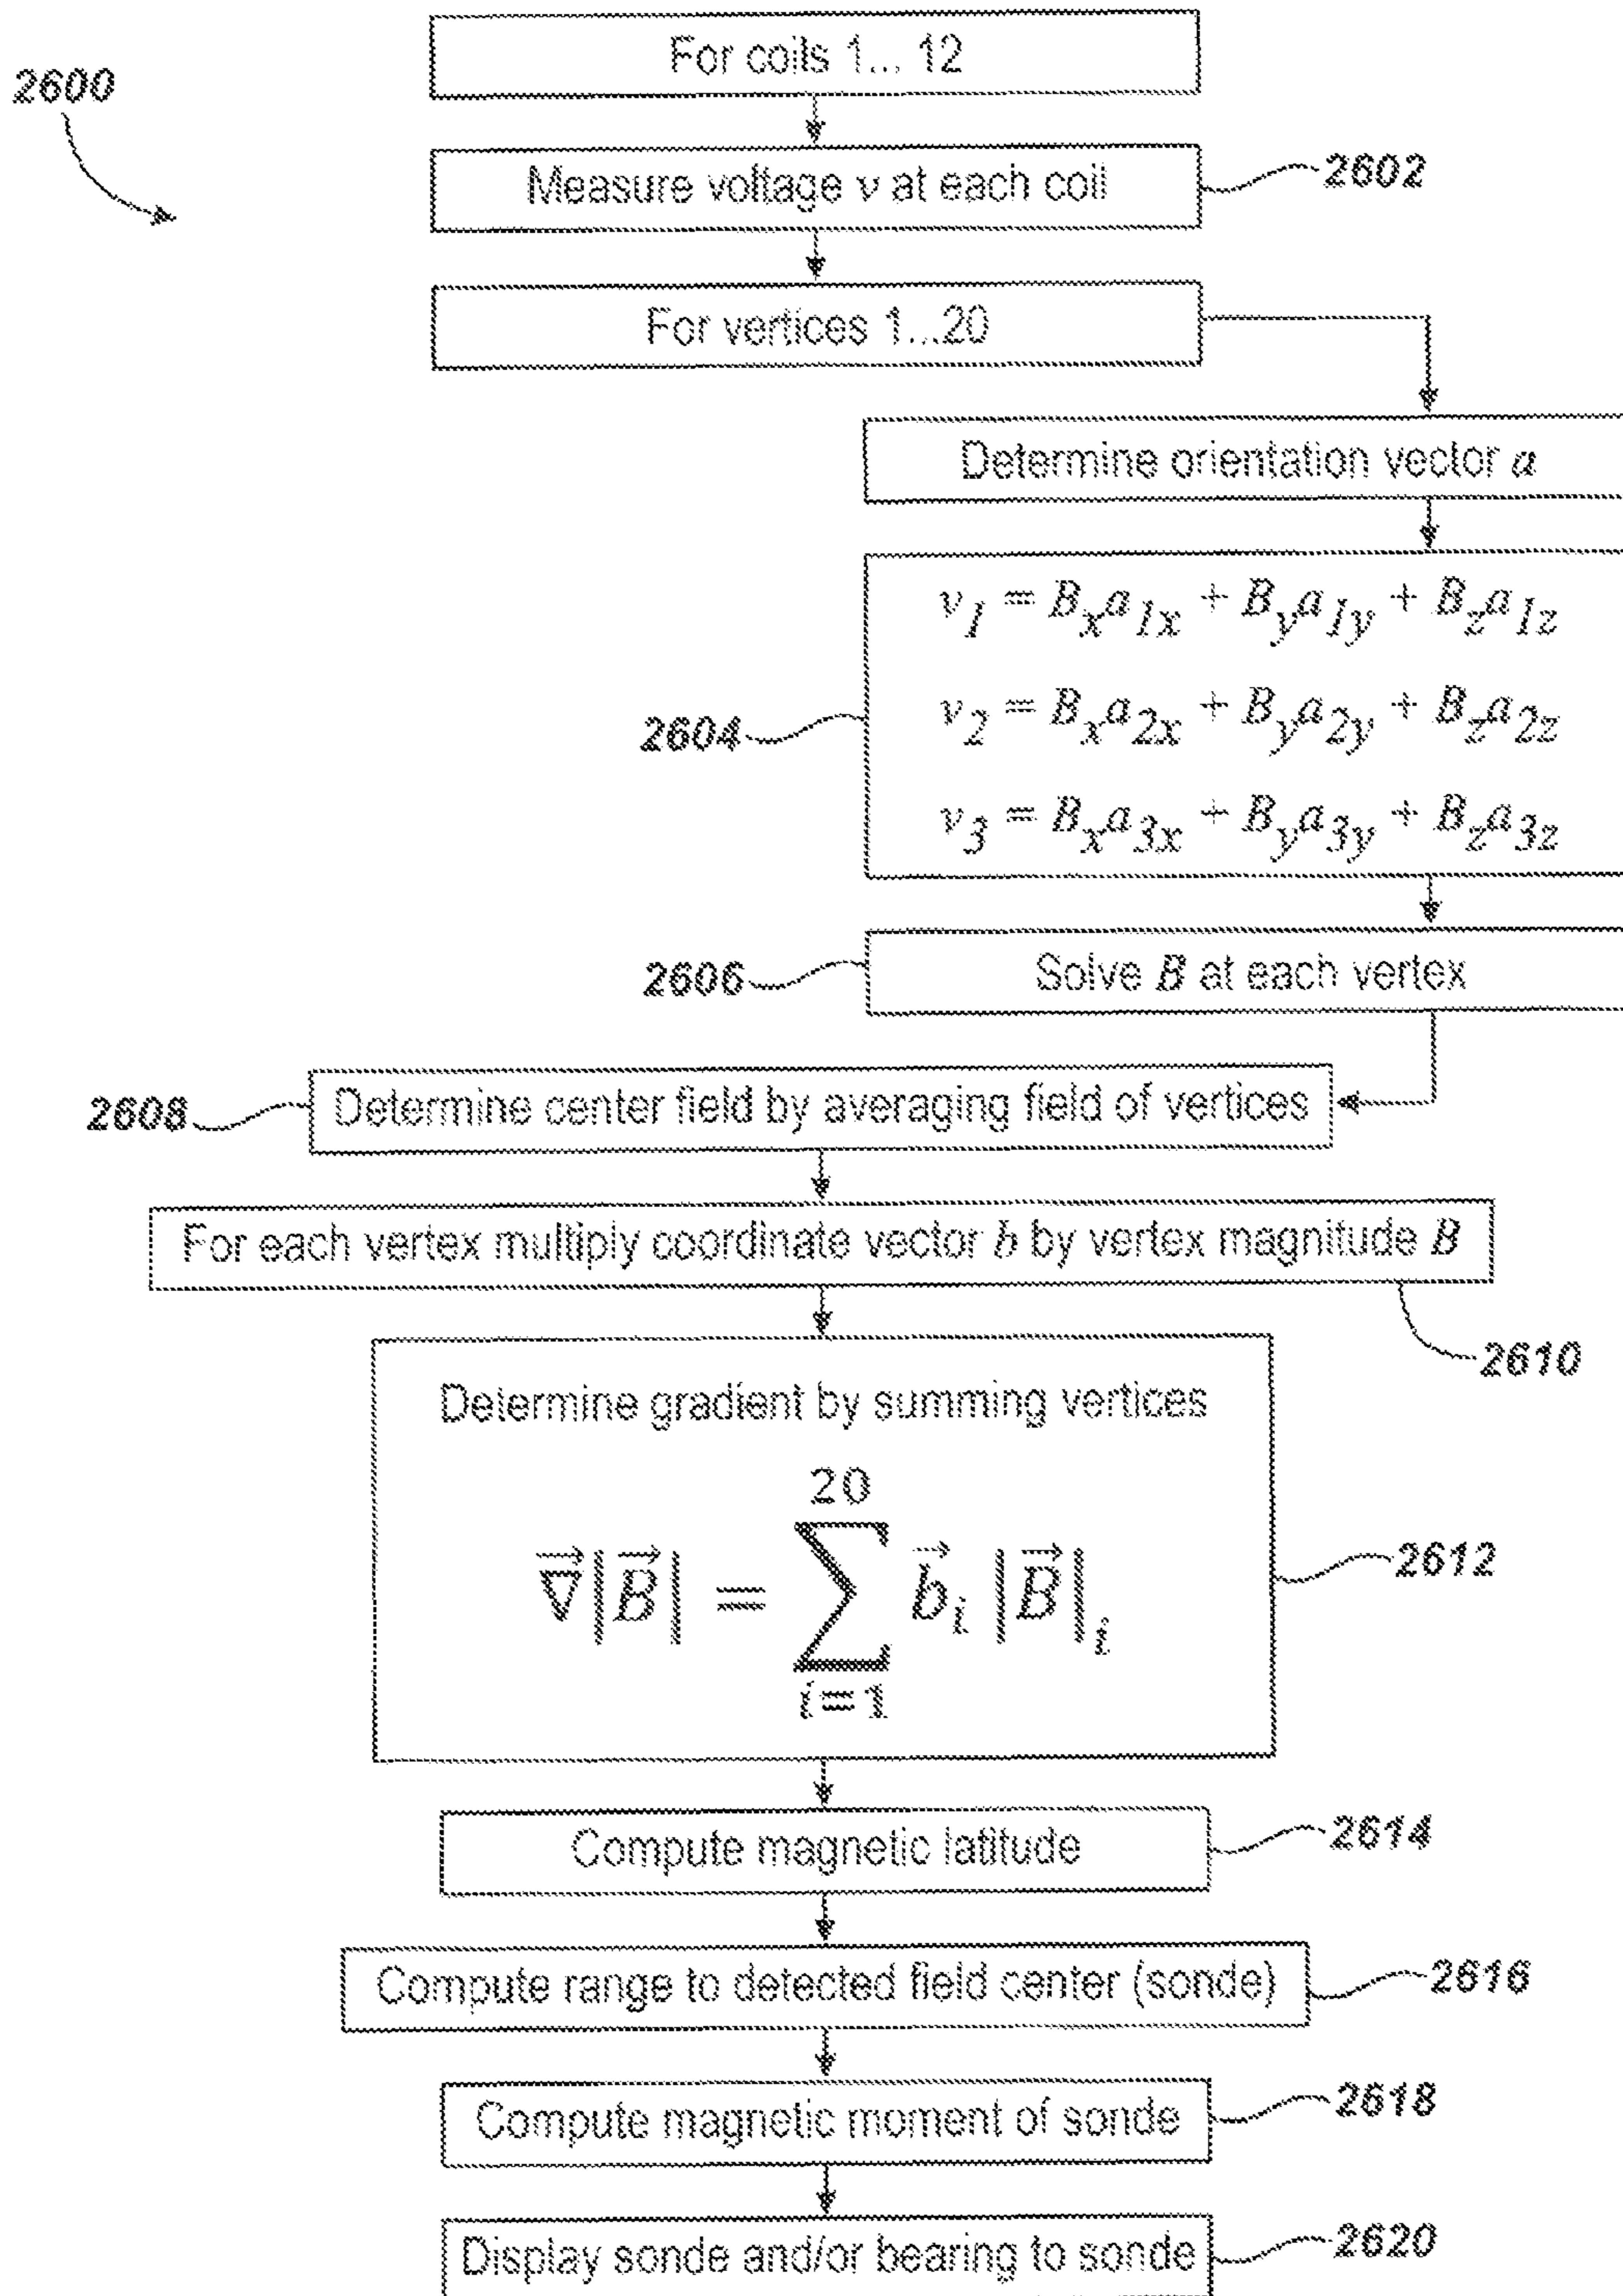 For coils 1... 12
2600
Measure voltage v at each coil
2602
For vertices 1...20
Determine orientation vector a
v1 = Bxa1x + Bya1y + Bza1z
v2 = Bxa2x + Bya2y + Bza2z
2604
v3 = Bxa3x + Bya3y + Bza3z
Solve B at each vertex
2606
Determine center field by averaging field of vertices
2608
For each vertex multiply coordinate vector b by vertex magnitude B
2610
Determine gradient by summing vertices
20
∇⃗|B⃗| = ∑ b⃗i |B⃗|i
i=1
2612
Compute magnetic latitude
2614
Compute range to detected field center (sonde)
2616
Compute magnetic moment of sonde
2618
Display sonde and/or bearing to sonde
2620